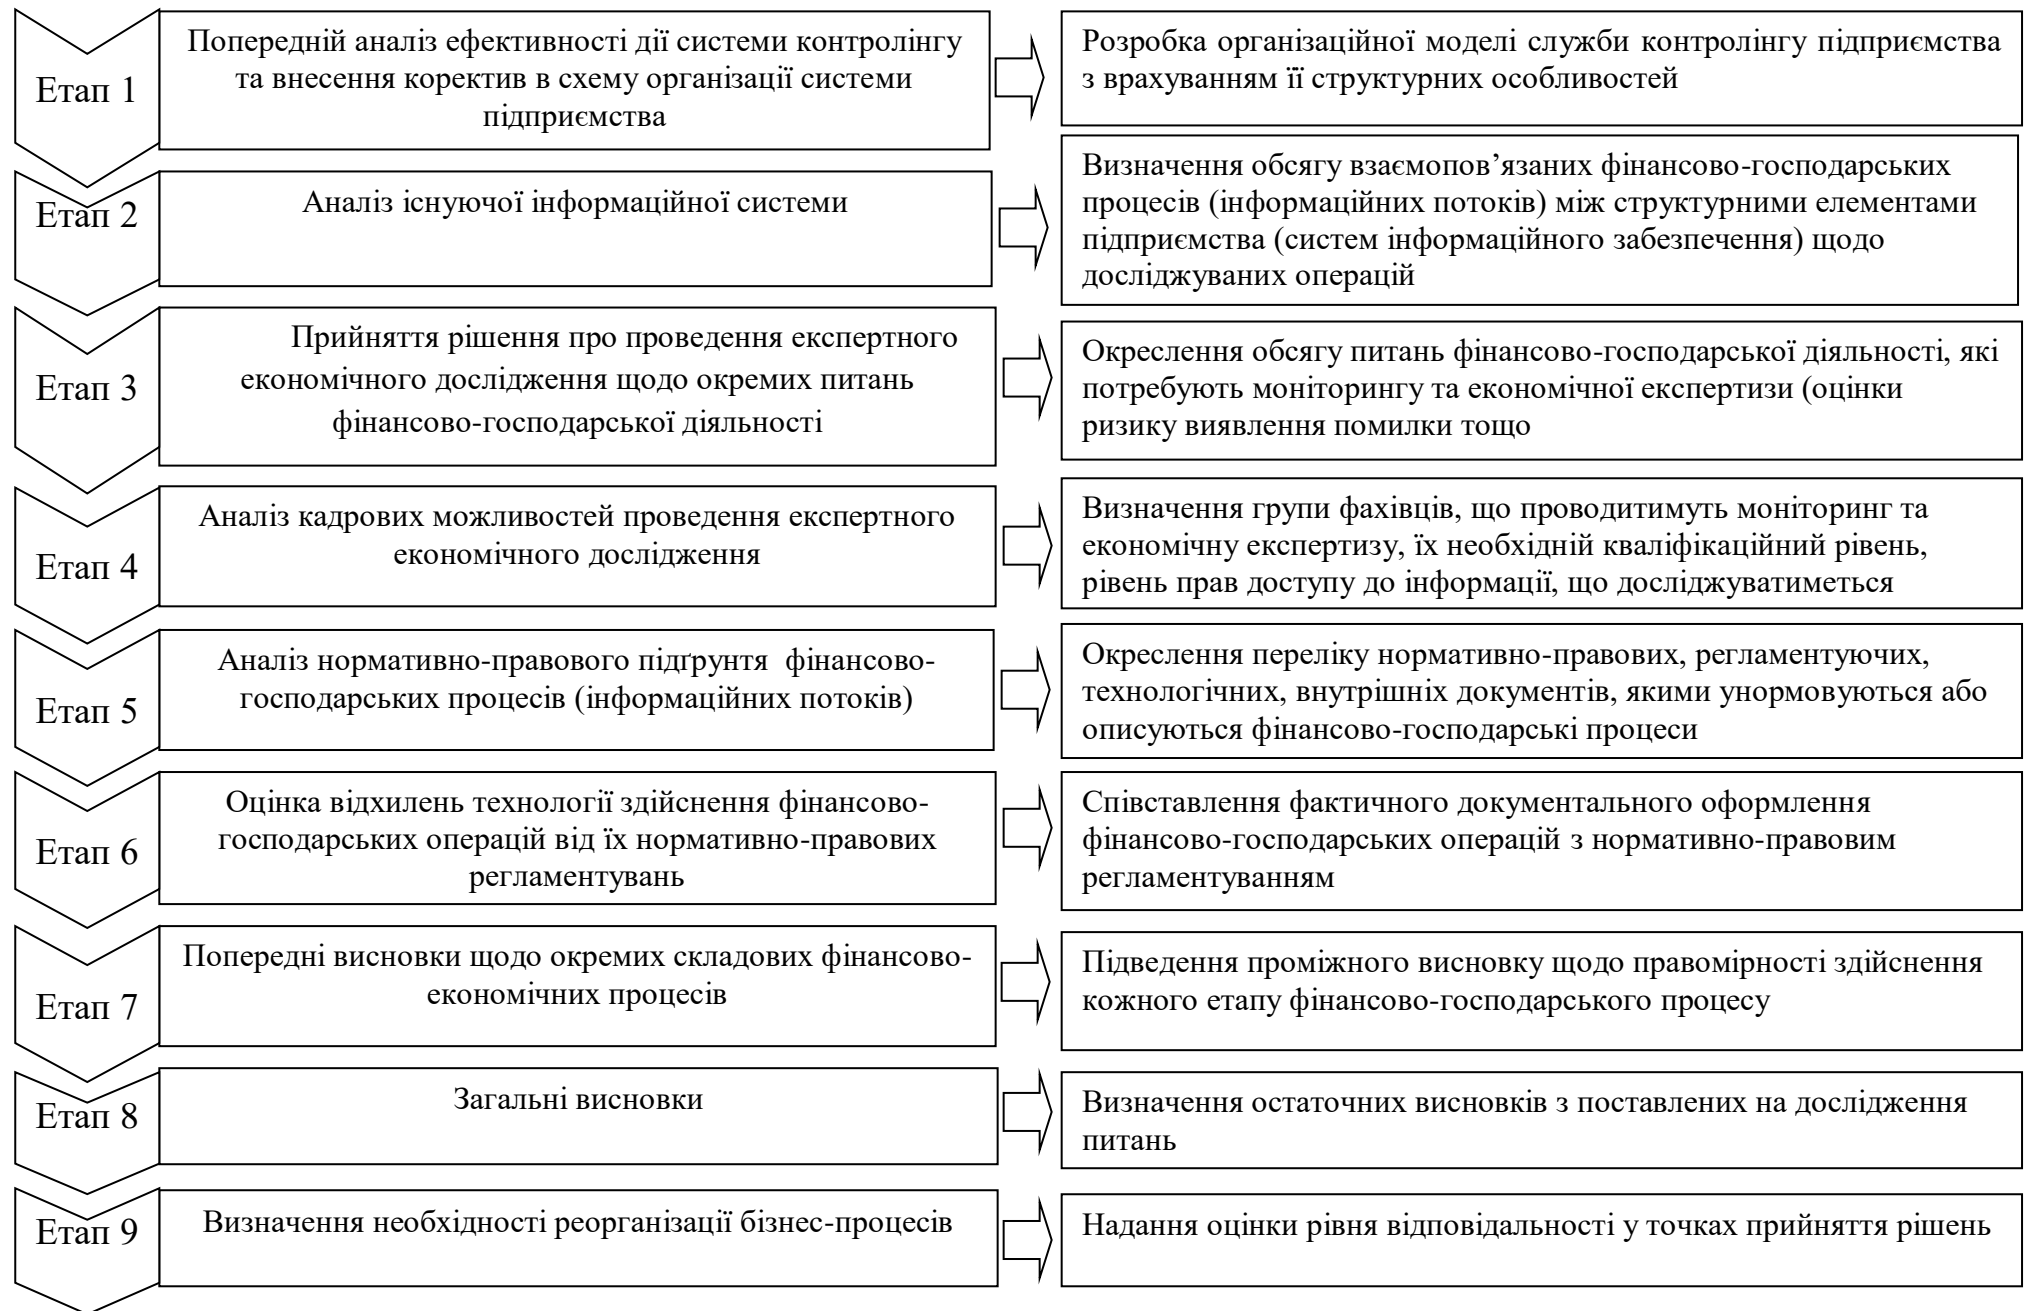 Етап 1
Попередній аналіз ефективності дії системи контролінгу
та внесення коректив в схему організації системи
підприємства
Розробка організаційної моделі служби контролінгу підприємства
з врахуванням її структурних особливостей
Етап 2
Аналіз існуючої інформаційної системи
Визначення обсягу взаємопов’язаних фінансово-господарських
процесів (інформаційних потоків) між структурними елементами
підприємства (систем інформаційного забезпечення) щодо
досліджуваних операцій
Етап 3
Прийняття рішення про проведення експертного
економічного дослідження щодо окремих питань
фінансово-господарської діяльності
Окреслення обсягу питань фінансово-господарської діяльності, які
потребують моніторингу та економічної експертизи (оцінки
ризику виявлення помилки тощо
Етап 4
Аналіз кадрових можливостей проведення експертного
економічного дослідження
Визначення групи фахівців, що проводитимуть моніторинг та
економічну експертизу, їх необхідній кваліфікаційний рівень,
рівень прав доступу до інформації, що досліджуватиметься
Етап 5
Аналіз нормативно-правового підґрунтя фінансово-
господарських процесів (інформаційних потоків)
Окреслення переліку нормативно-правових, регламентуючих,
технологічних, внутрішніх документів, якими унормовуються або
описуються фінансово-господарські процеси
Етап 6
Оцінка відхилень технології здійснення фінансово-
господарських операцій від їх нормативно-правових
регламентувань
Співставлення фактичного документального оформлення
фінансово-господарських операцій з нормативно-правовим
регламентуванням
Етап 7
Попередні висновки щодо окремих складових фінансово-
економічних процесів
Підведення проміжного висновку щодо правомірності здійснення
кожного етапу фінансово-господарського процесу
Етап 8
Загальні висновки
Визначення остаточних висновків з поставлених на дослідження
питань
Етап 9
Визначення необхідності реорганізації бізнес-процесів
Надання оцінки рівня відповідальності у точках прийняття рішень